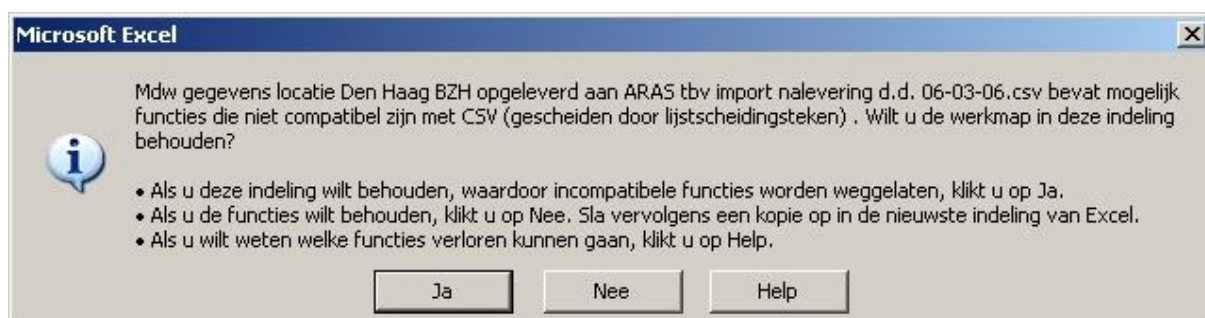 Microsoft Excel
Mdw gegevens locatie Den Haag BZH opgeleverd aan ARAS tbv import nalevering d.d. 06-03-06.csv bevat mogelijk
functies die niet compatibel zijn met CSV (gescheiden door lijstscheidingsteken) . Wilt u de werkmap in deze indeling
behouden?
• Als u deze indeling wilt behouden, waardoor incompatibele functies worden weggelaten, klikt u op Ja.
• Als u de functies wilt behouden, klikt u op Nee. Sla vervolgens een kopie op in de nieuwste indeling van Excel.
• Als u wilt weten welke functies verloren kunnen gaan, klikt u op Help.
Ja Nee Help